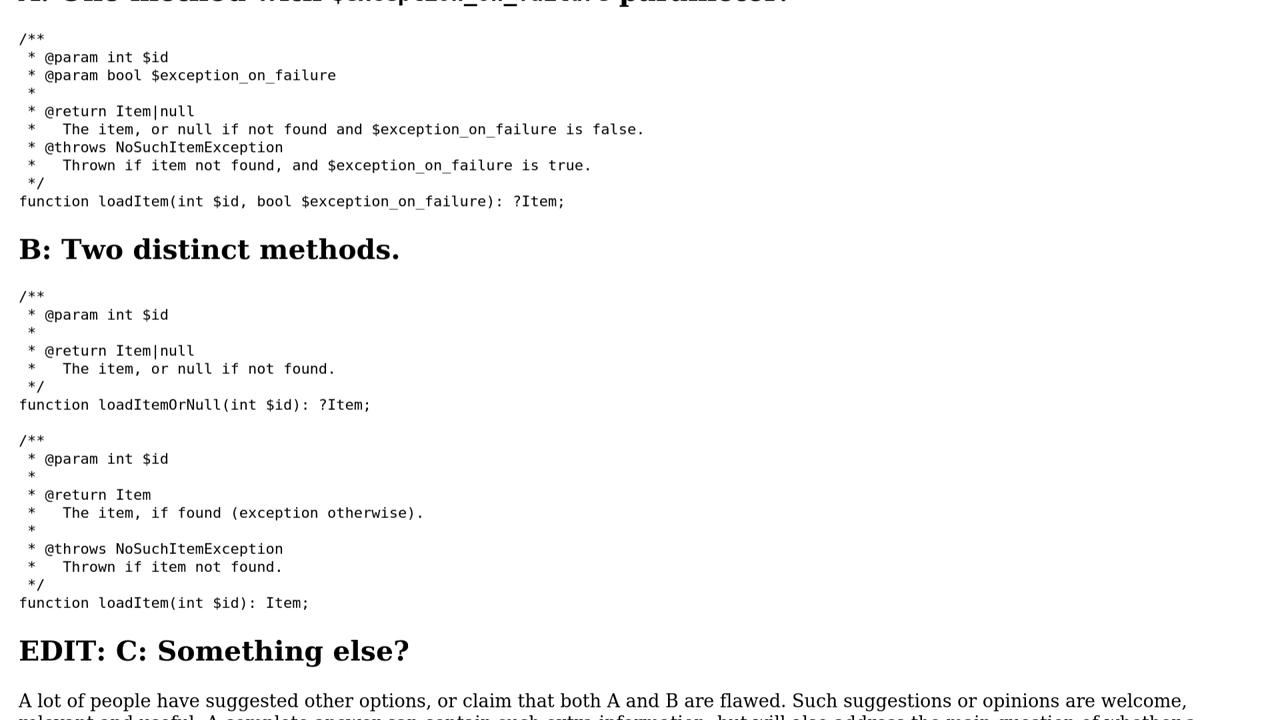 /**
 * @param int $id
 * @param bool $exception_on_failure
 *
 * @return Item|null
 *   The item, or null if not found and $exception_on_failure is false.
 * @throws NoSuchItemException
 *   Thrown if item not found, and $exception_on_failure is true.
 */
function loadItem(int $id, bool $exception_on_failure): ?Item;
B: Two distinct methods.
/**
 * @param int $id
 *
 * @return Item|null
 *   The item, or null if not found.
 */
function loadItemOrNull(int $id): ?Item;
/**
 * @param int $id
 *
 * @return Item
 *   The item, if found (exception otherwise).
 *
 * @throws NoSuchItemException
 *   Thrown if item not found.
 */
function loadItem(int $id): Item;
EDIT: C: Something else?
A lot of people have suggested other options, or claim that both A and B are flawed. Such suggestions or opinions are welcome,